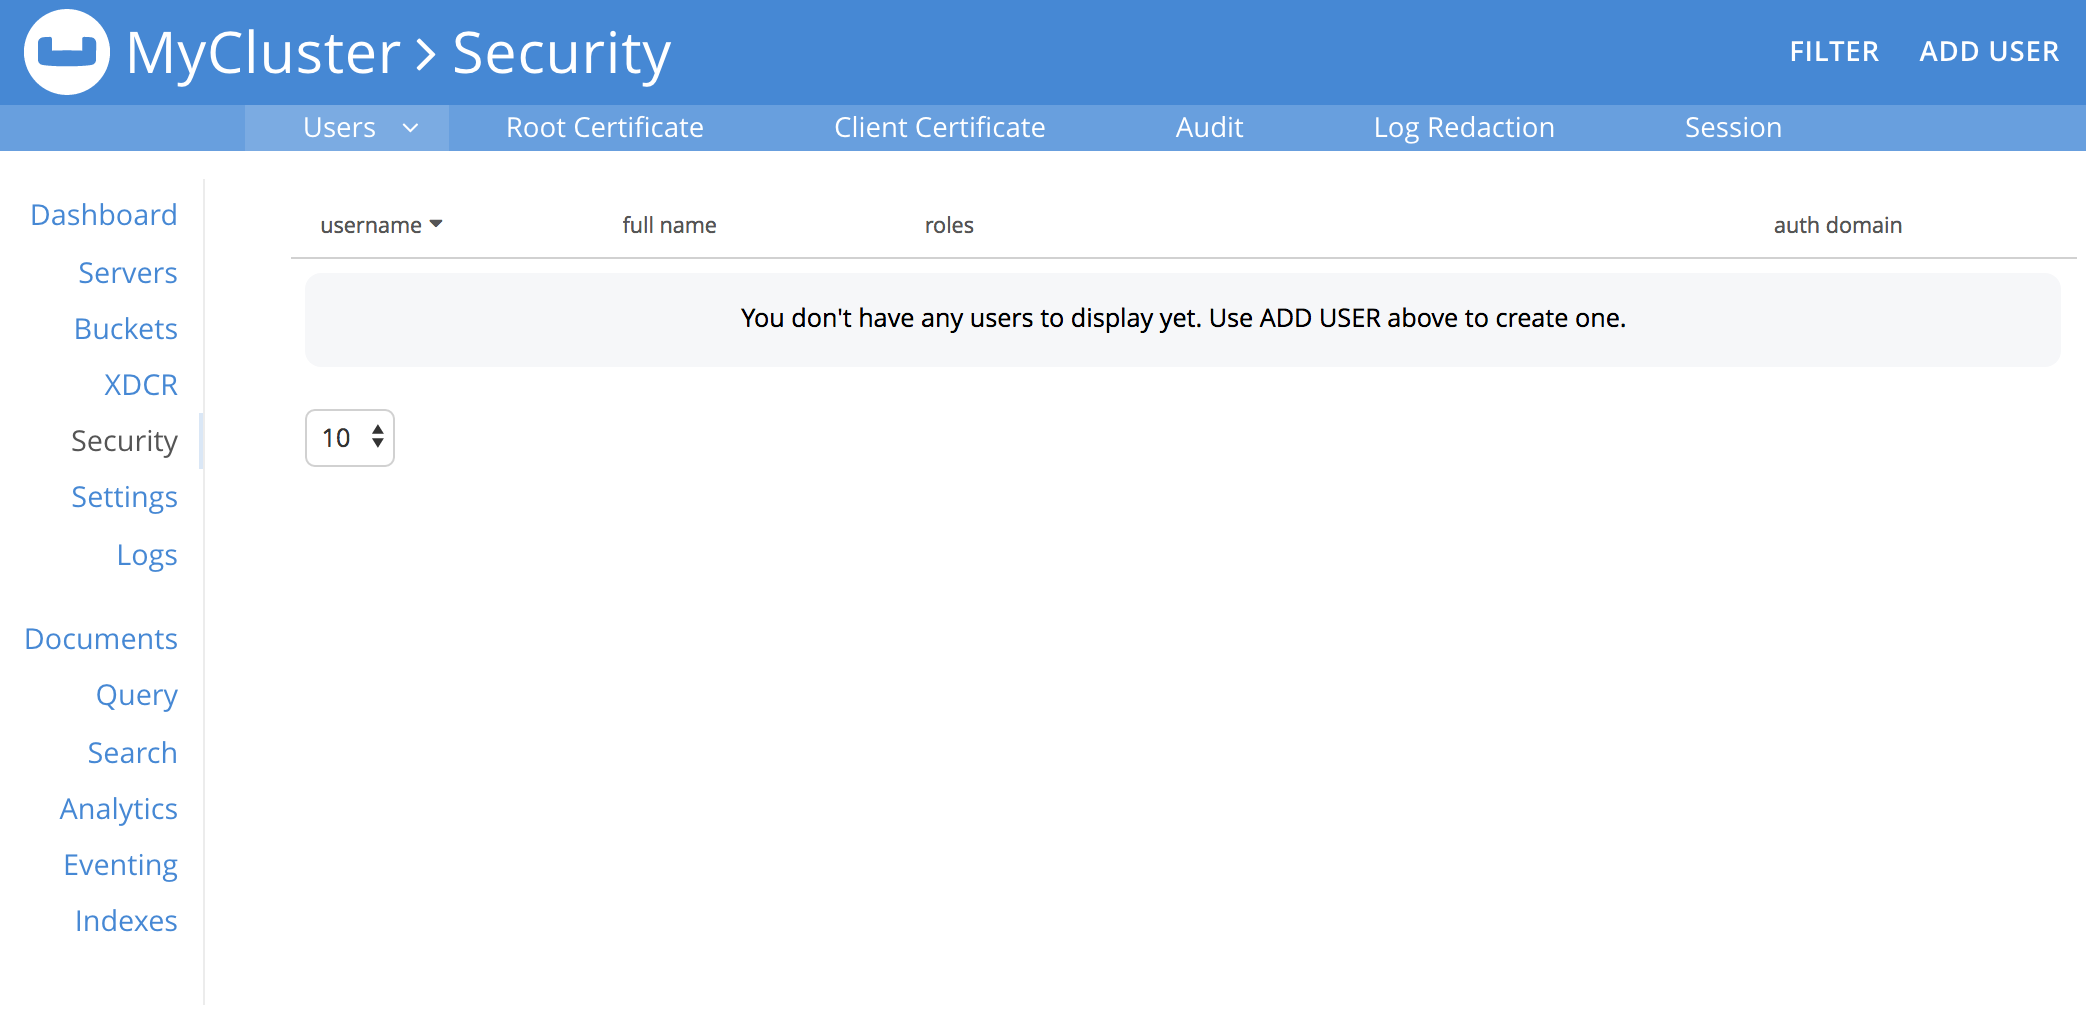 MyCluster > Security
FILTER ADD USER
Users Root Certificate Client Certificate Audit Log Redaction Session
Dashboard
Servers
Buckets
XDCR
Security
Settings
Logs
Documents
Query
Search
Analytics
Eventing
Indexes
username full name roles auth domain
You don't have any users to display yet. Use ADD USER above to create one.
10